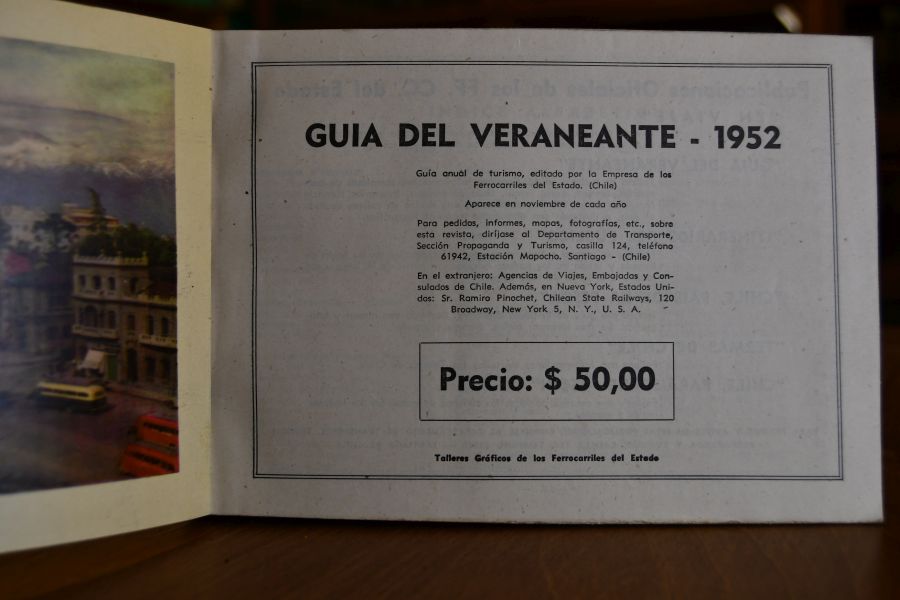 GUIA DEL VERANEANTE - 1952
Guía anual de turismo, editado por la Empresa de los
Ferrocarriles del Estado. (Chile)
Aparece en noviembre de cada año
Para pedidos, informes, mapas, fotografías, etc., sobre
esta revista, diríjase al Departamento de Transporte,
Sección Propaganda y Turismo, casilla 124, teléfono
61942, Estación Mapocho. Santiago - (Chile)
En el extranjero: Agencias de Viajes, Embajadas y Con-
sulados de Chile. Además, en Nueva York, Estados Uni-
dos: Sr. Ramiro Pinochet, Chilean State Railways, 120
Broadway, New York 5, N. Y., U. S. A.
Precio: $ 50,00
Talleres Gráficos de los Ferrocarriles del Estado